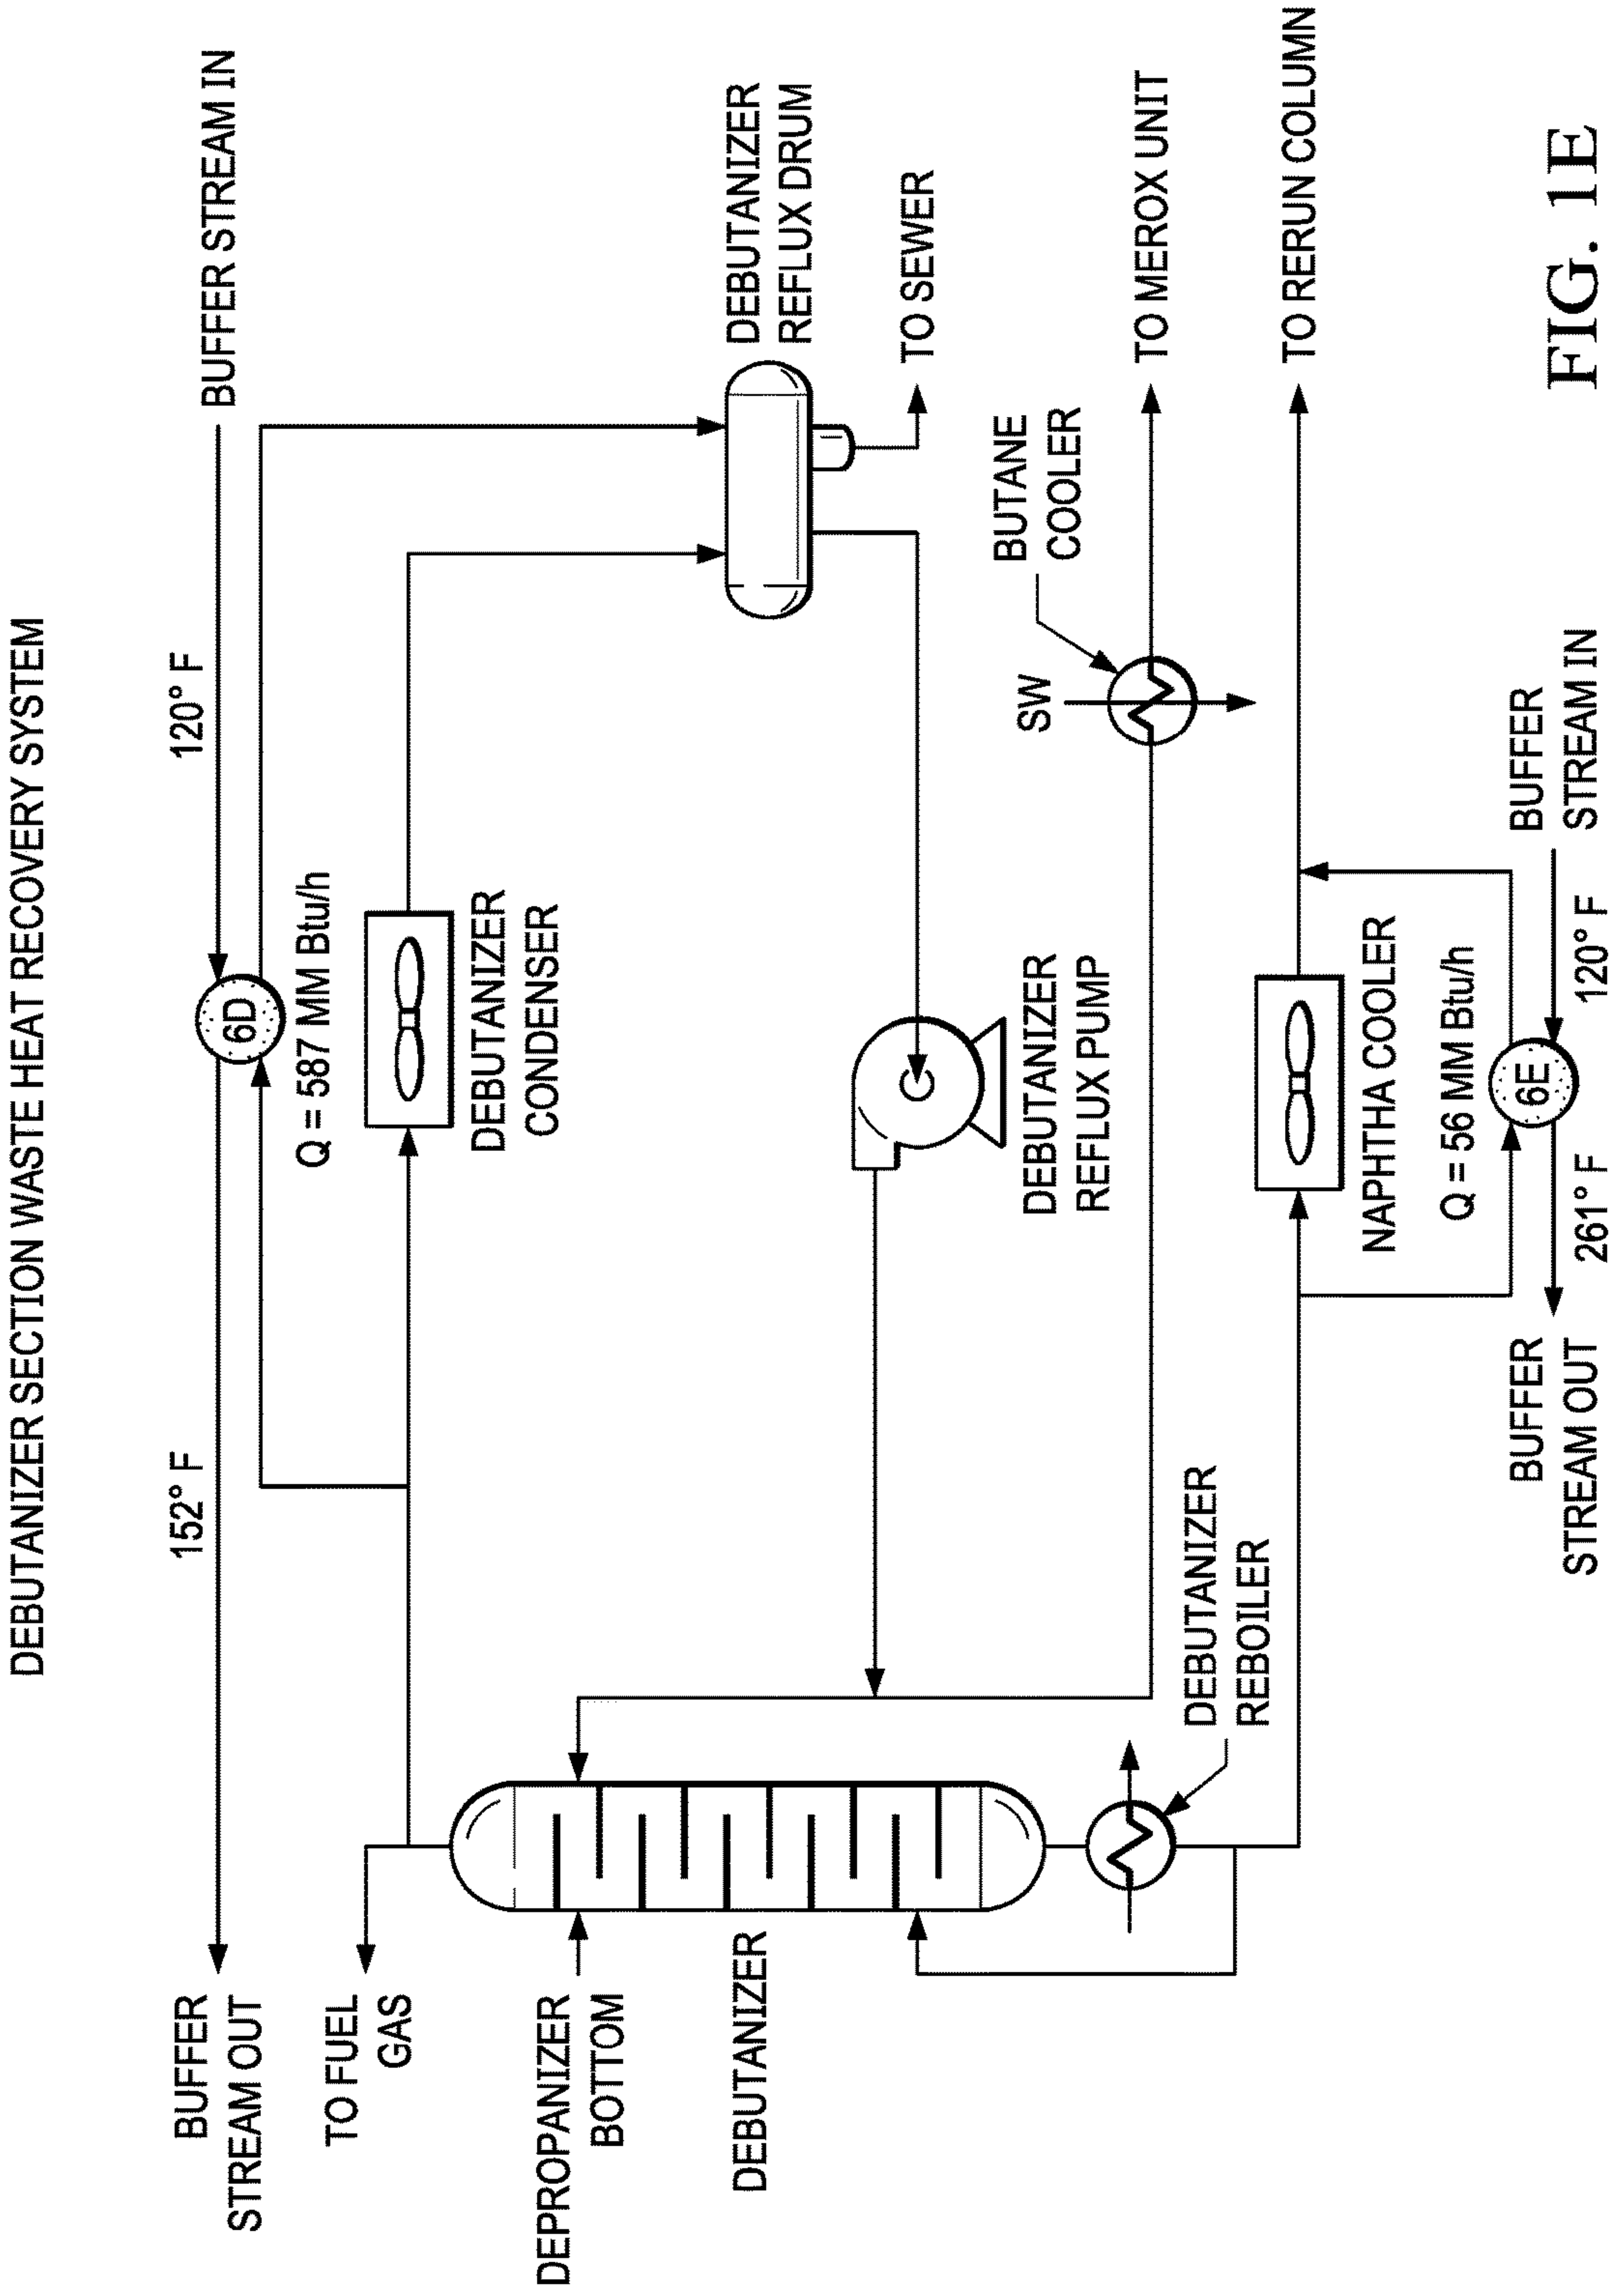 DEBUTANIZER SECTION WASTE HEAT RECOVERY SYSTEM
BUFFER
STREAM OUT
152° F
120° F
BUFFER STREAM IN
6D
Q = 587 MM Btu/h
TO FUEL
GAS
DEBUTANIZER
CONDENSER
DEPROPANIZER
BOTTOM
DEBUTANIZER
DEBUTANIZER
REFLUX DRUM
TO SEWER
DEBUTANIZER
REFLUX PUMP
BUTANE
COOLER
SW
TO MEROX UNIT
DEBUTANIZER
REBOILER
TO RERUN COLUMN
NAPHTHA COOLER
Q = 56 MM Btu/h
6E
BUFFER
STREAM OUT
261° F
120° F
BUFFER
STREAM IN
FIG. 1E